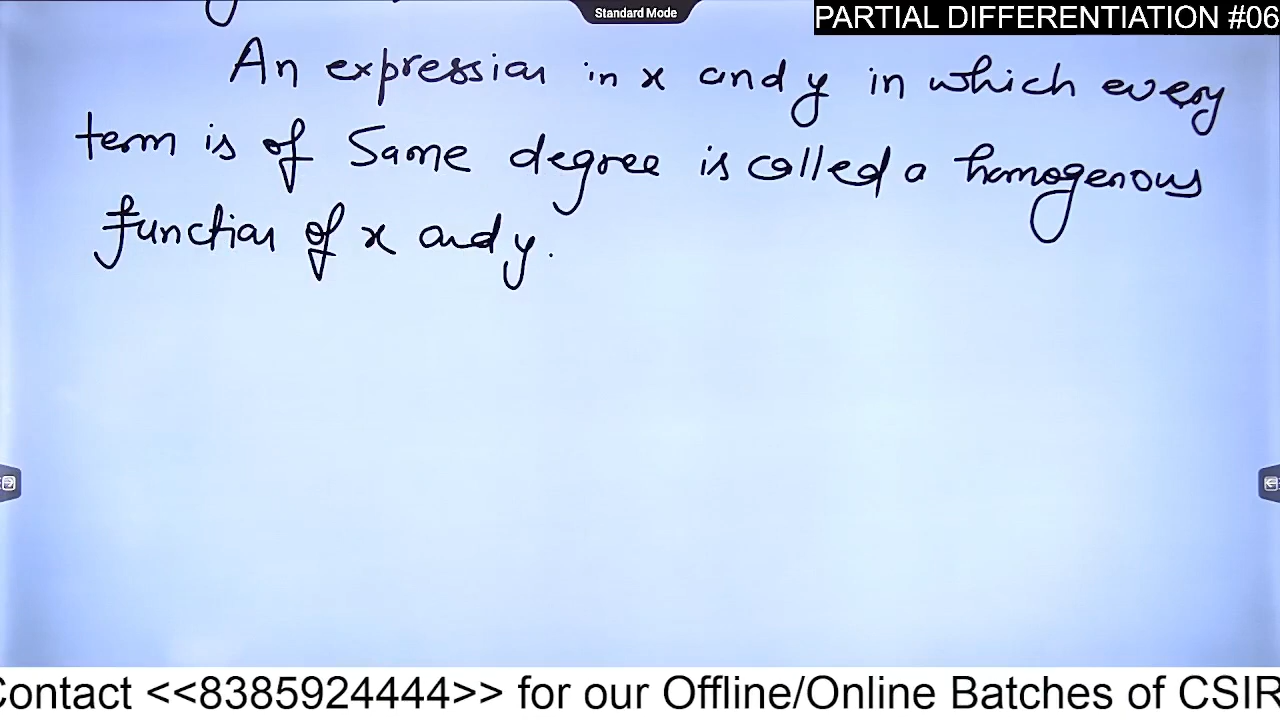 Standard Mode
PARTIAL DIFFERENTIATION #06
An expression in x and y in which every
term is of Same degree is called a homogenous
function of x and y.
Contact <<8385924444>> for our Offline/Online Batches of CSIR